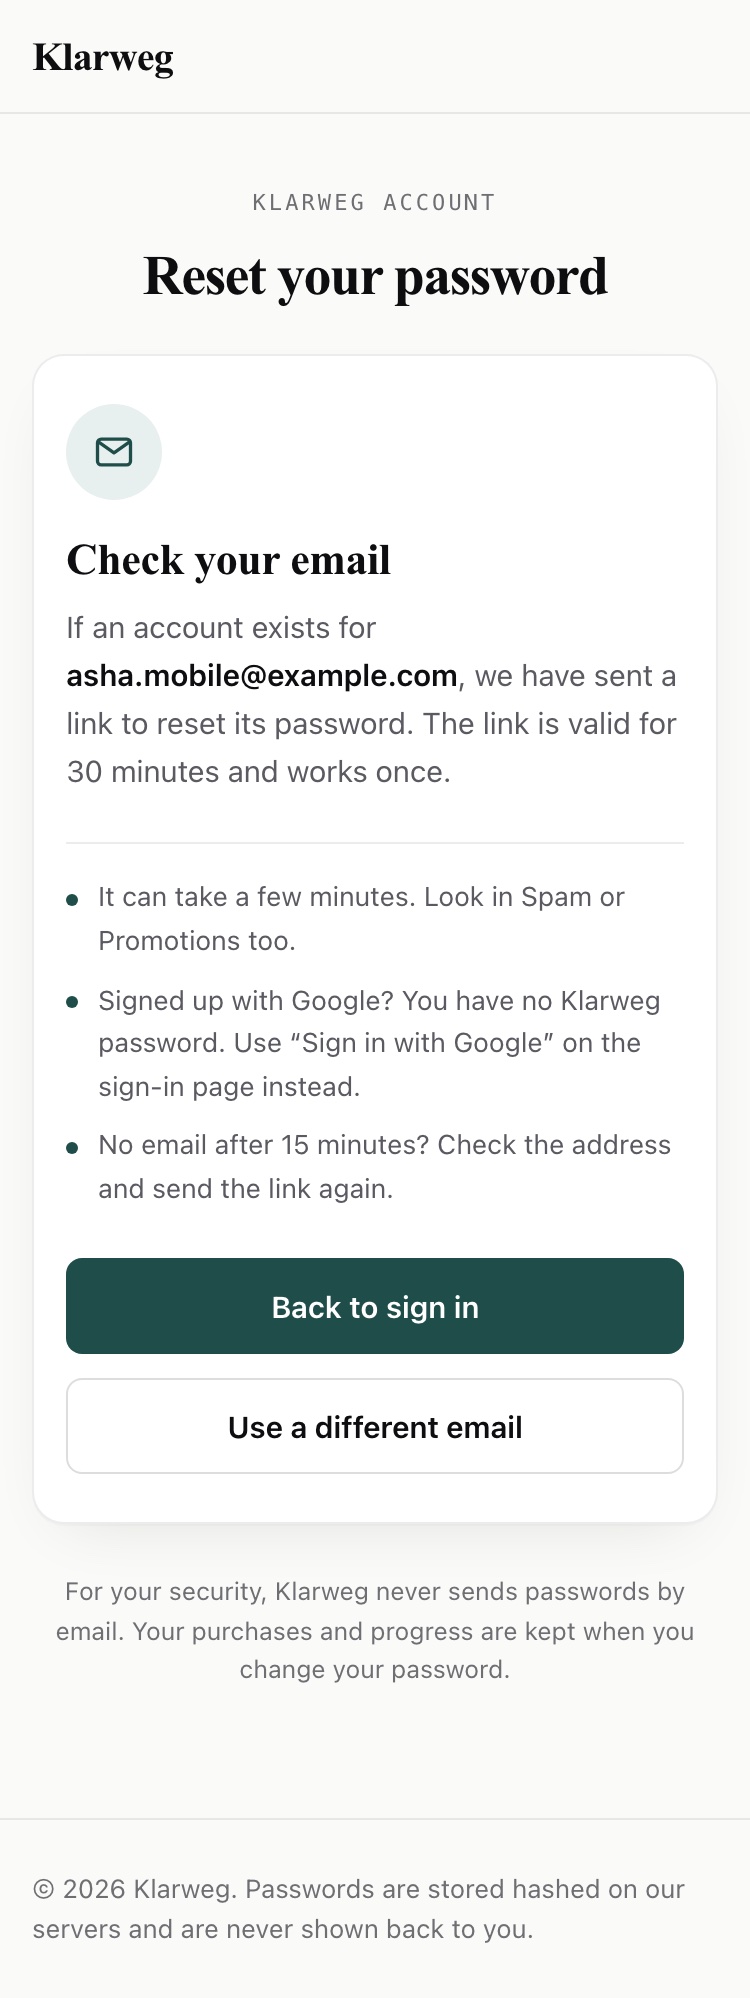 Klarweg
KLARWEG ACCOUNT
Reset your password
Check your email
If an account exists for
asha.mobile@example.com, we have sent a
link to reset its password. The link is valid for
30 minutes and works once.
It can take a few minutes. Look in Spam or
Promotions too.
Signed up with Google? You have no Klarweg
password. Use “Sign in with Google” on the
sign-in page instead.
No email after 15 minutes? Check the address
and send the link again.
Back to sign in
Use a different email
For your security, Klarweg never sends passwords by
email. Your purchases and progress are kept when you
change your password.
© 2026 Klarweg. Passwords are stored hashed on our
servers and are never shown back to you.